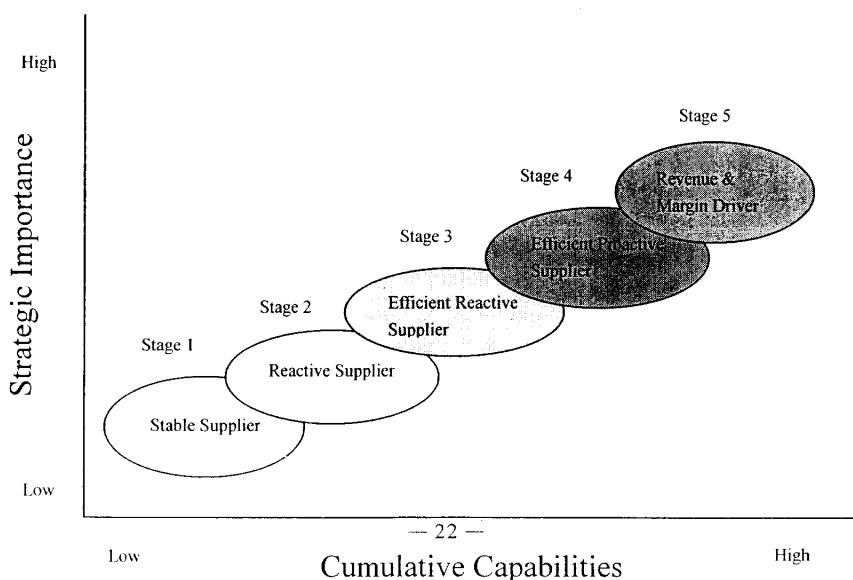 High
Stage 5
Revenue &
Margin Driver
Stage 4
Efficient Proactive
Supplier
Stage 3
Efficient Reactive
Supplier
Stage 2
Reactive Supplier
Stage 1
Stable Supplier
Strategic Importance
Low
— 22 —
Low
High
Cumulative Capabilities